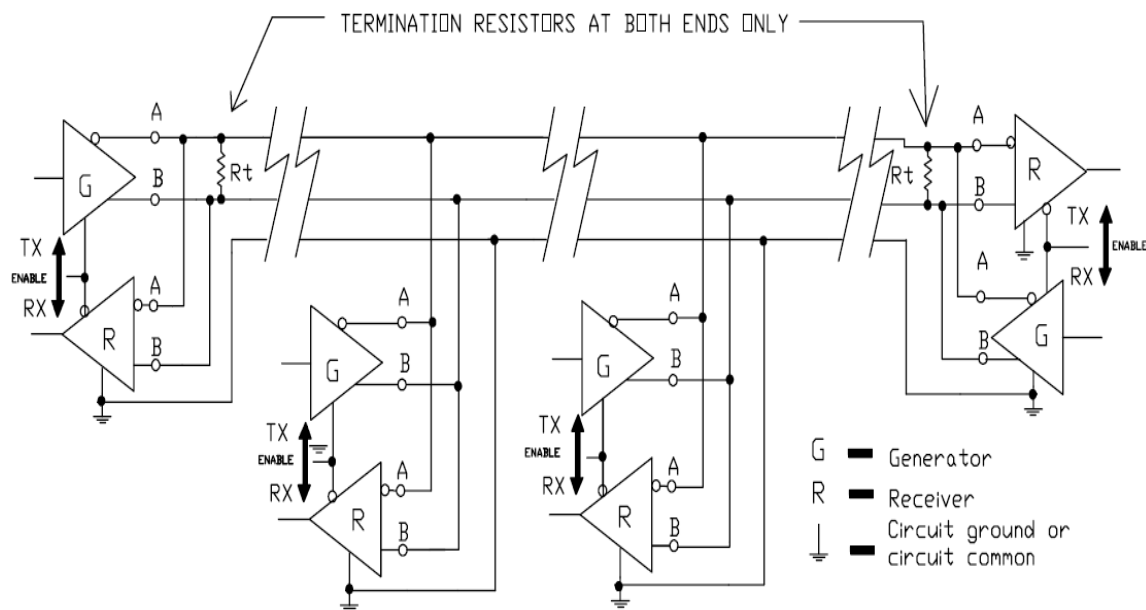 TERMINATION RESISTORS AT BOTH ENDS ONLY
A
A
G
B
Rt
Rt
B
R
TX
ENABLE
RX
TX
ENABLE
RX
A
A
R
B
B
G
A
A
G
B
G
B
TX
ENABLE
RX
TX
ENABLE
RX
A
A
R
B
R
B
G Generator
R Receiver
Circuit ground or
circuit common